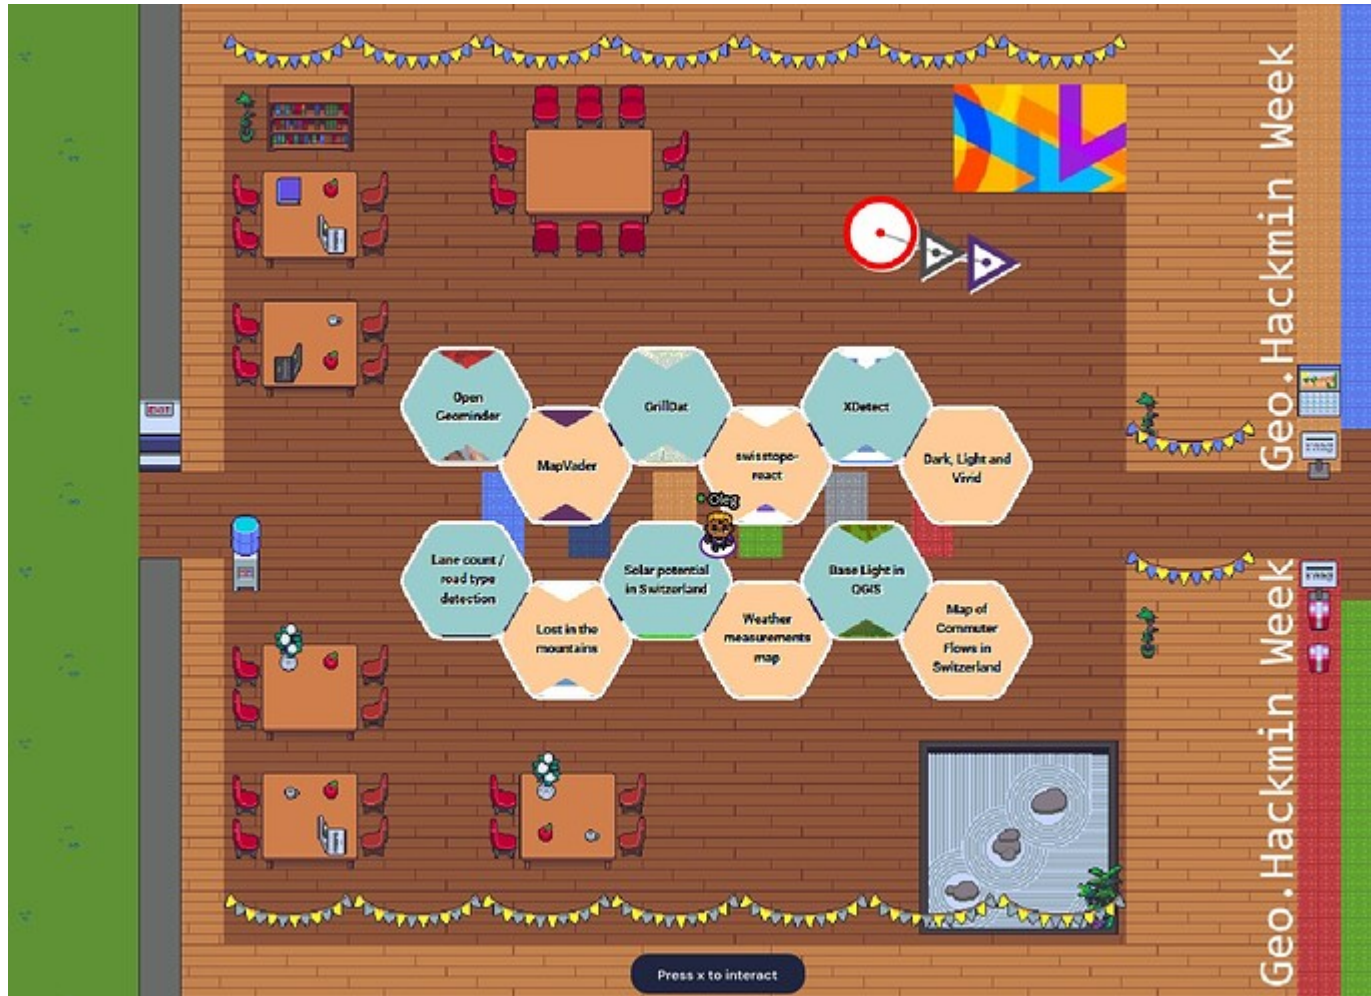 Geo.Hackmin Week
Open
Geominder
GrillDat
XDetect
MapVader
swisstopo-
react
Dark, Light and
Vivid
Oleg
EXIT
Lane count /
road type
detection
Solar potential
in Switzerland
Base Light in
QGIS
Lost in the
mountains
Weather
measurements
map
Map of
Commuter
Flows in
Switzerland
Geo.Hackmin Week
Press x to interact